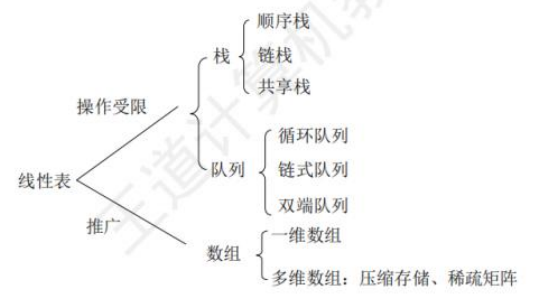 顺序栈
栈
链栈
共享栈
操作受限
循环队列
队列
链式队列
线性表
双端队列
推广
一维数组
数组
多维数组：压缩存储、稀疏矩阵
王道计算机教